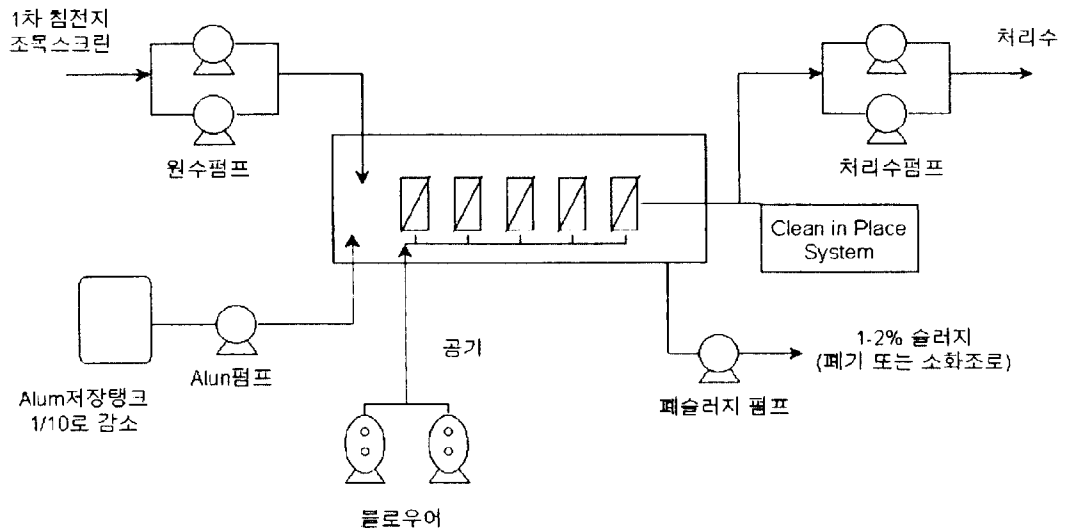 1차 침전지
조목스크린
원수펌프
처리수
처리수펌프
Clean in Place
System
Alum저장탱크
1/10로 감소
Alun펌프
공기
블로우어
1-2% 슬러지
(폐기 또는 소화조로)
폐슬러지 펌프